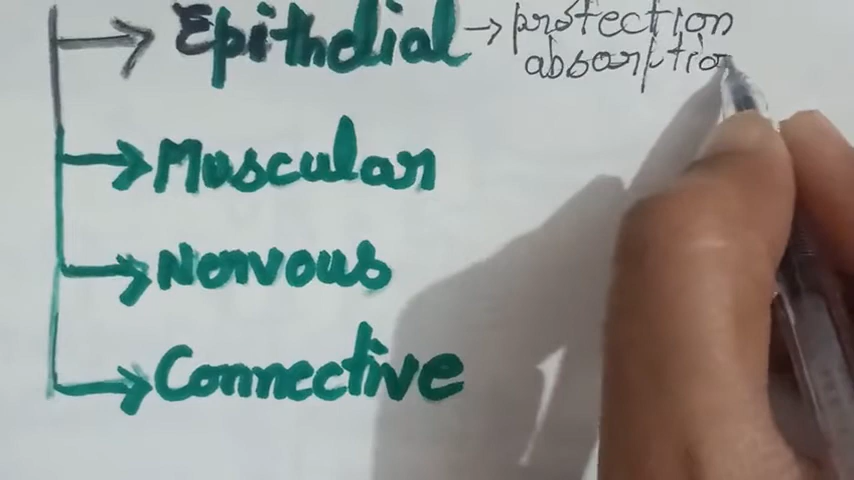 Epithelial → protection
absorption
Muscular
Nervous
Connective